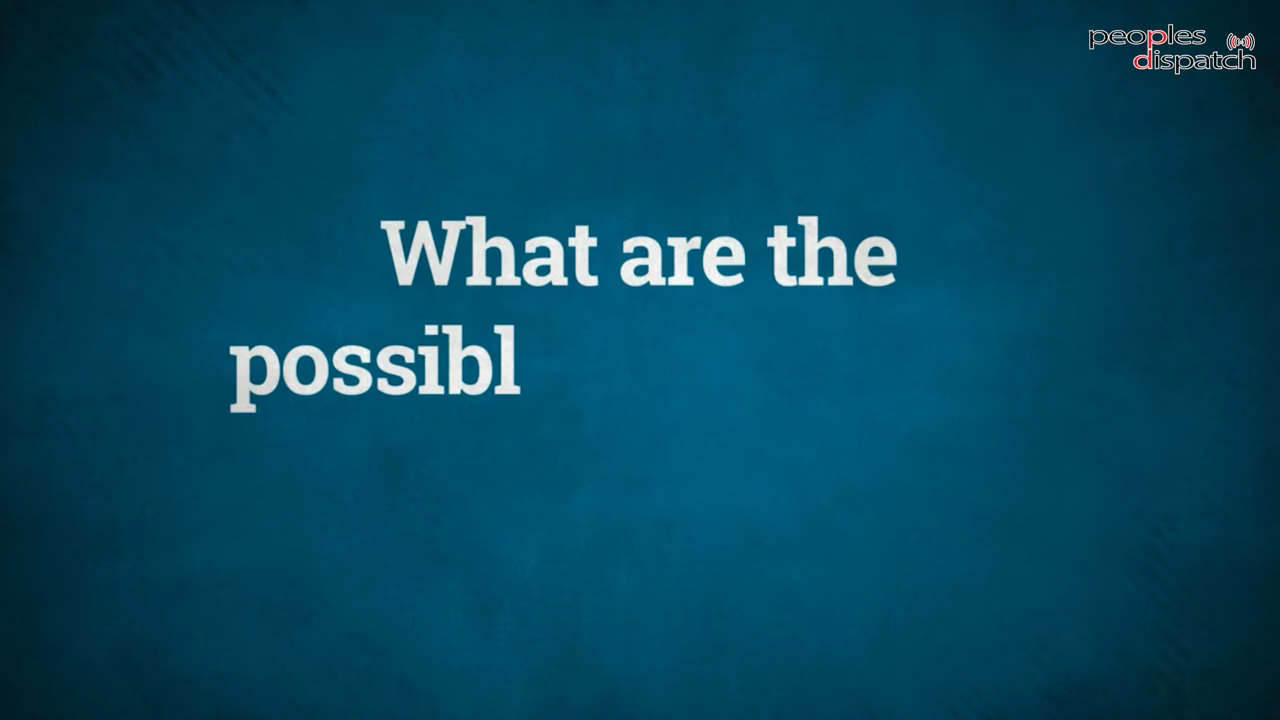 peoples
dispatch
What are the
possibl